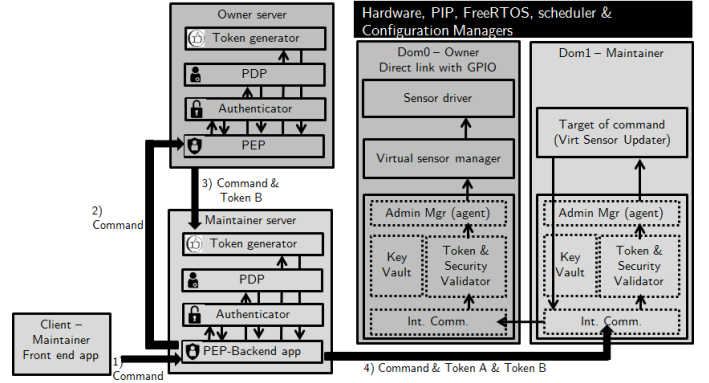 Owner server
Token generator
PDP
Authenticator
PEP
3) Command &
Token B
2)
Command
Maintainer server
Token generator
PDP
Authenticator
PEP-Backend app
Client –
Maintainer
Front end app
1)
Command
4) Command & Token A & Token B
Hardware, PIP, FreeRTOS, scheduler &
Configuration Managers
Dom0 – Owner
Direct link with GPIO
Sensor driver
Virtual sensor manager
Admin Mgr (agent)
Key
Vault
Token &
Security
Validator
Int. Comm.
Dom1 – Maintainer
Target of command
(Virt Sensor Updater)
Admin Mgr (agent)
Key
Vault
Token &
Security
Validator
Int. Comm.